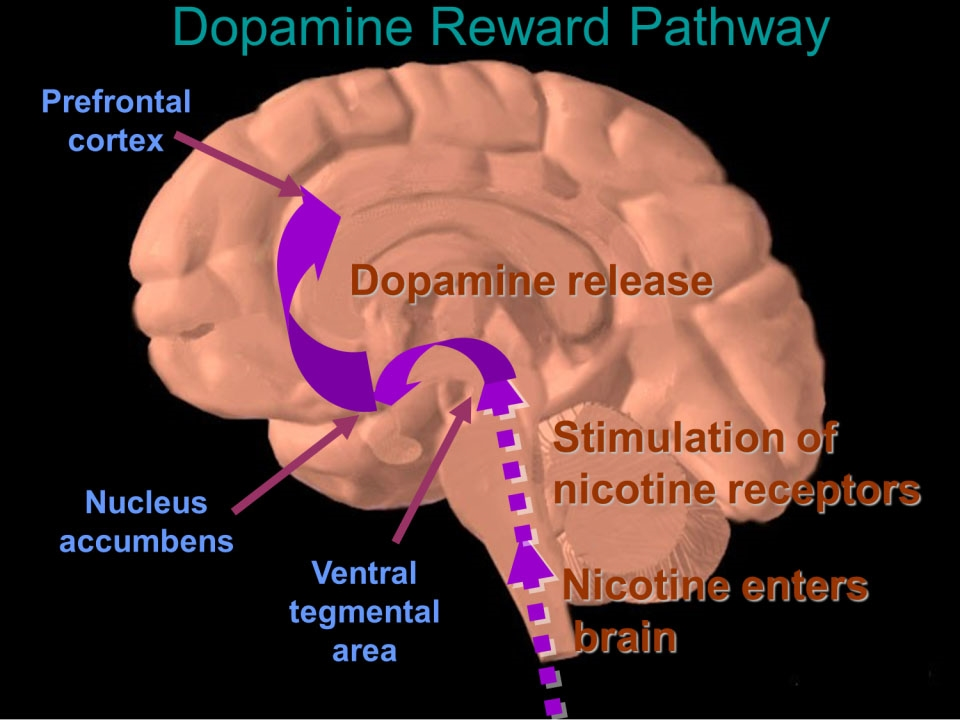 Dopamine Reward Pathway
Prefrontal
cortex
Dopamine release
Stimulation of
nicotine receptors
Nucleus
accumbens
Ventral
tegmental
area
Nicotine enters
brain